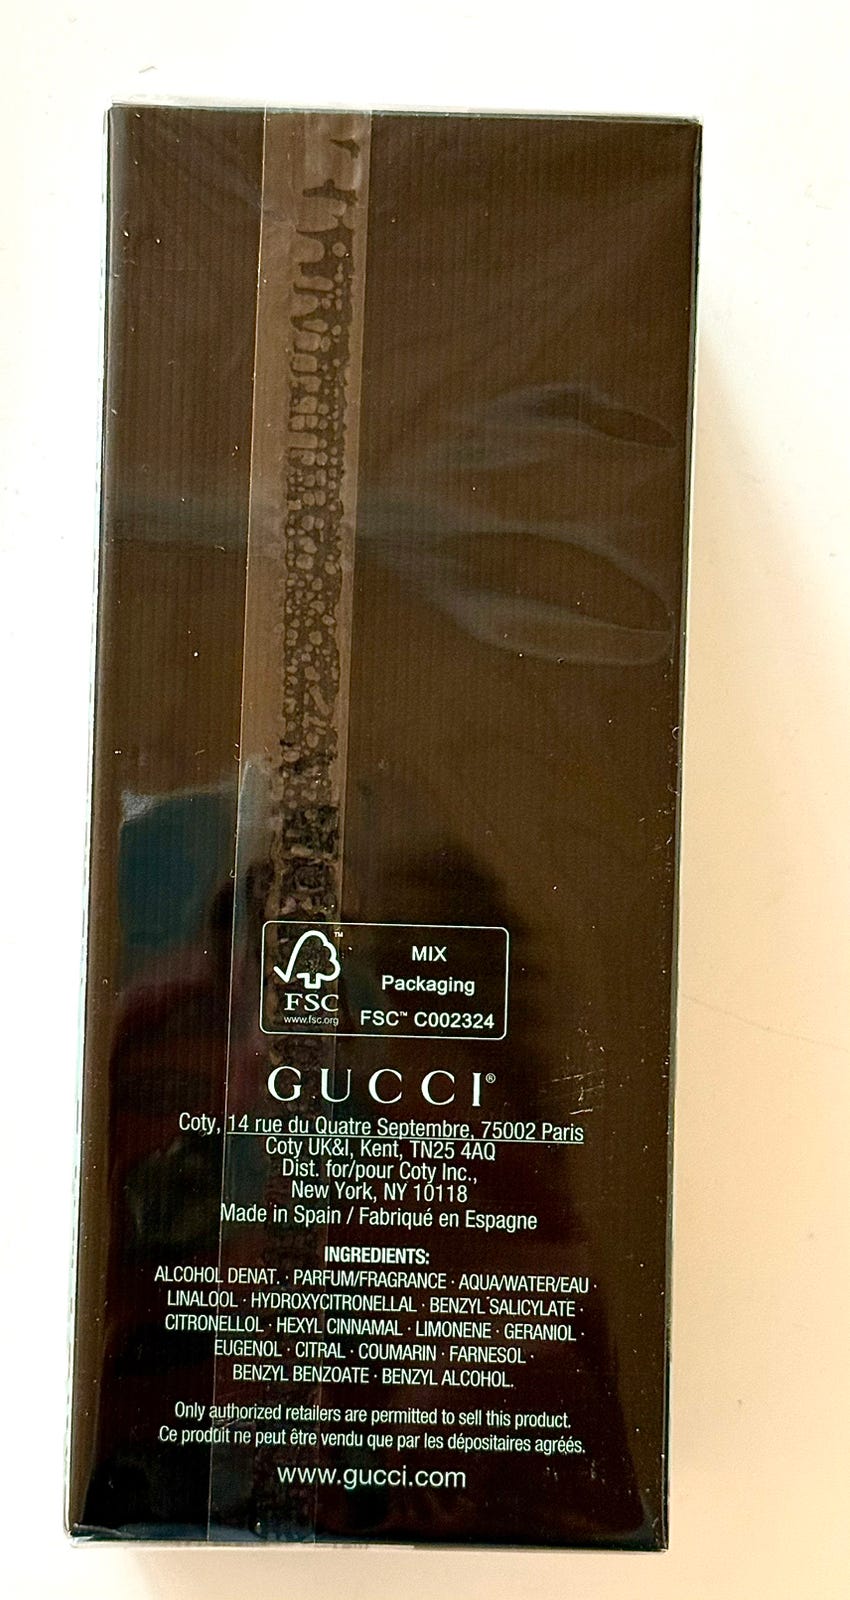 MIX
Packaging
FSC™ C002324
™
FSC
www.fsc.org
GUCCI®
Coty, 14 rue du Quatre Septembre, 75002 Paris
Coty UK&I, Kent, TN25 4AQ
Dist. for/pour Coty Inc.,
New York, NY 10118
Made in Spain / Fabriqué en Espagne
INGREDIENTS:
ALCOHOL DENAT. · PARFUM/FRAGRANCE · AQUA/WATER/EAU ·
LINALOOL · HYDROXYCITRONELLAL · BENZYL SALICYLATE ·
CITRONELLOL · HEXYL CINNAMAL · LIMONENE · GERANIOL ·
EUGENOL · CITRAL · COUMARIN · FARNESOL ·
BENZYL BENZOATE · BENZYL ALCOHOL.
Only authorized retailers are permitted to sell this product.
Ce produit ne peut être vendu que par les dépositaires agréés.
www.gucci.com